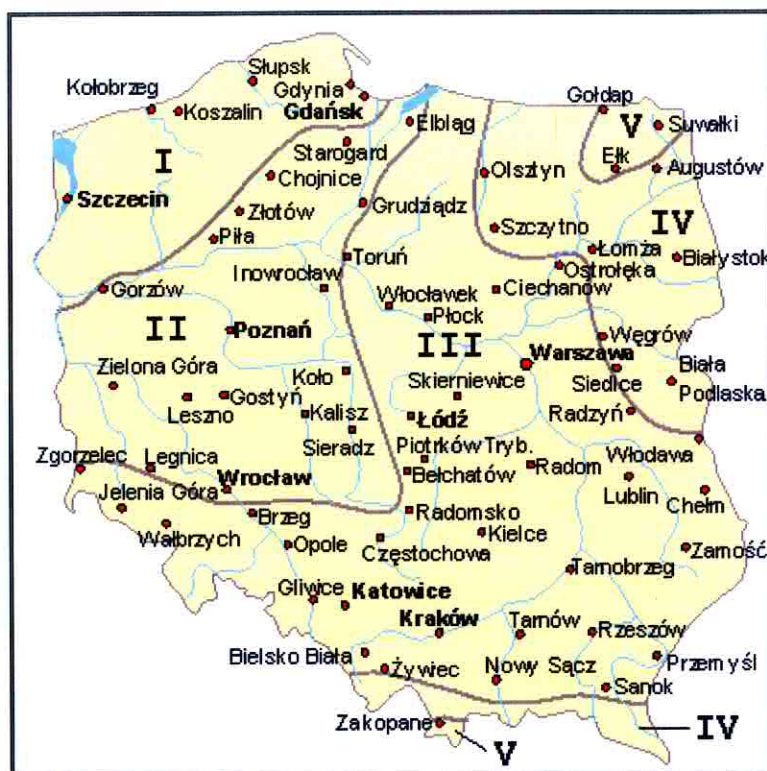 Słupsk
Kołobrzeg
Gdynia
Koszalin
Gdańsk
Elbląg
Gołdap
V
Suwałki
I
Starogard
Ełk
Augustów
Chojnice
Olsztyn
Szczecin
Złotów
Grudziądz
IV
Piła
Szczytno
Łomża
Toruń
Białystok
Inowrocław
Ostrołęka
Gorzów
Włocławek
Ciechanów
II
Płock
Poznań
III
Węgrów
Warszawa
Zielona Góra
Koło
Skierniewice
Siedlce
Biała
Podlaska
Leszno
Gostyń
Kalisz
Łódź
Radzyń
Sieradz
Zgorzelec
Legnica
Piotrków Tryb.
Włodawa
Wrocław
Bełchatów
Radom
Lublin
Chełm
Jelenia Góra
Brzeg
Radomsko
Wałbrzych
Kielce
Opole
Częstochowa
Zamość
Tarnobrzeg
Gliwice
Katowice
Kraków
Tarnów
Rzeszów
Bielsko Biała
Żywiec
Nowy Sącz
Przemyśl
Sanok
Zakopane
IV
V